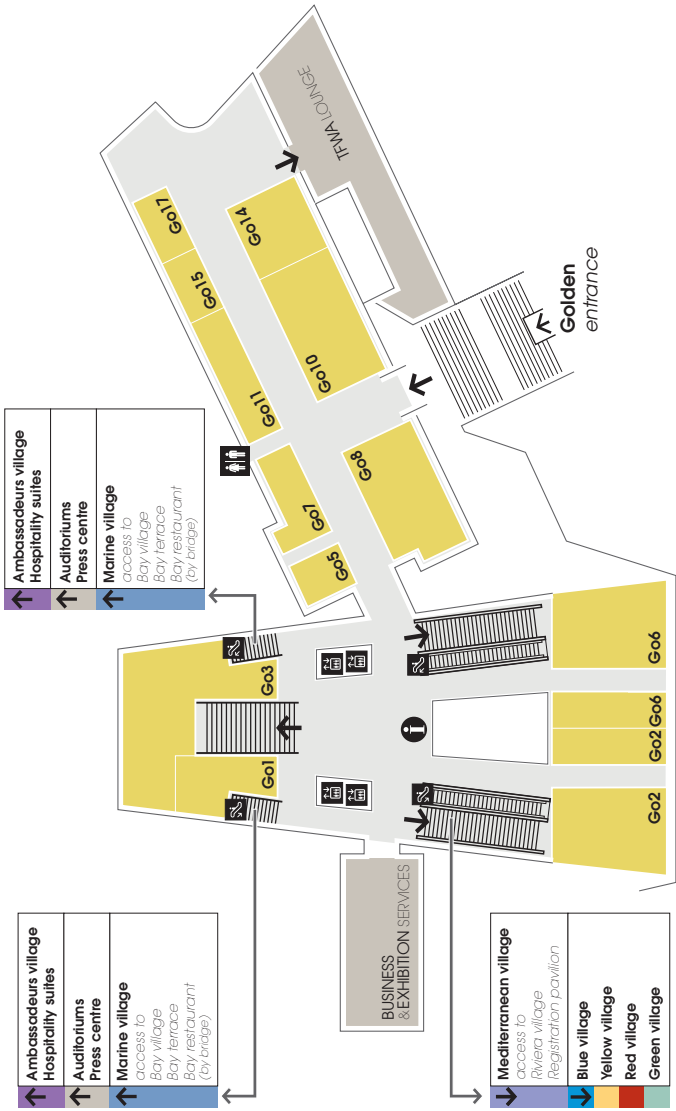 Ambassadeurs village
Hospitality suites
Auditoriums
Press centre
Marine village
access to
Bay village
Bay terrace
Bay restaurant
(by bridge)
Ambassadeurs village
Hospitality suites
Auditoriums
Press centre
Marine village
access to
Bay village
Bay terrace
Bay restaurant
(by bridge)
Mediterranean village
access to
Riviera village
Registration pavilion
Blue village
Yellow village
Red village
Green village
BUSINESS
& EXHIBITION SERVICES
TFWA LOUNGE
Golden
entrance
Go1
Go3
Go5
Go7
Go11
Go15
Go17
Go8
Go10
Go14
Go2
Go2
Go6
Go6
i